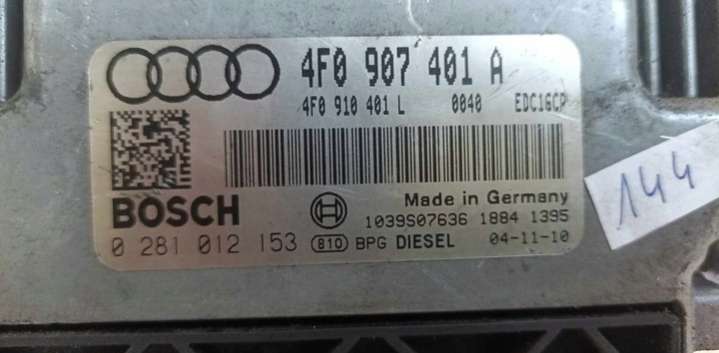 4F0 907 401 A
4F0 910 401 L 0040 EDC16CP
BOSCH
Made in Germany
1039S07636 1884 1395
0 281 012 153 810 BPG DIESEL 04-11-10
144